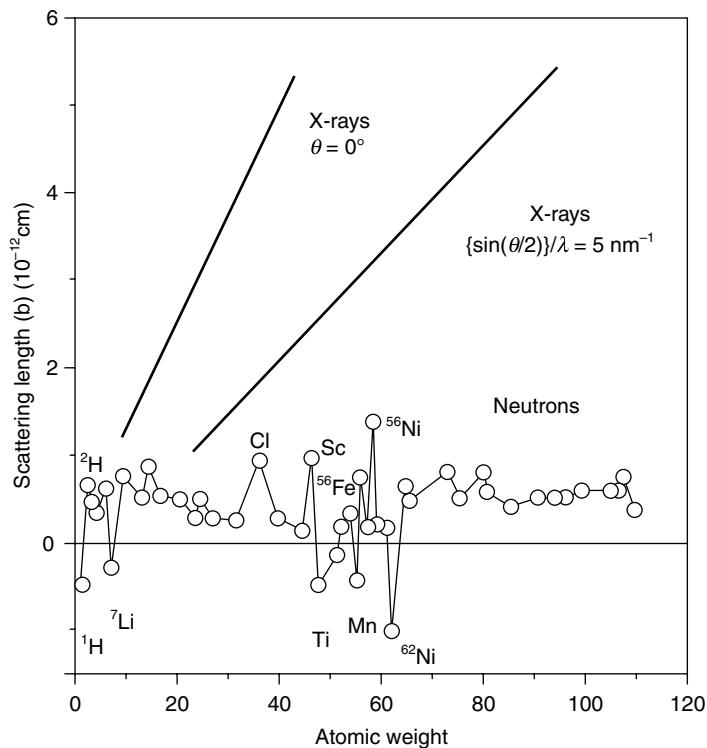 6
4
2
0
Scattering length (b) (10⁻¹²cm)
X-rays
θ = 0°
X-rays
{sin(θ/2)}/λ = 5 nm⁻¹
Neutrons
²H
Cl
Sc
⁵⁶Ni
⁵⁶Fe
⁷Li
¹H
Ti
Mn
⁶²Ni
0 20 40 60 80 100 120
Atomic weight